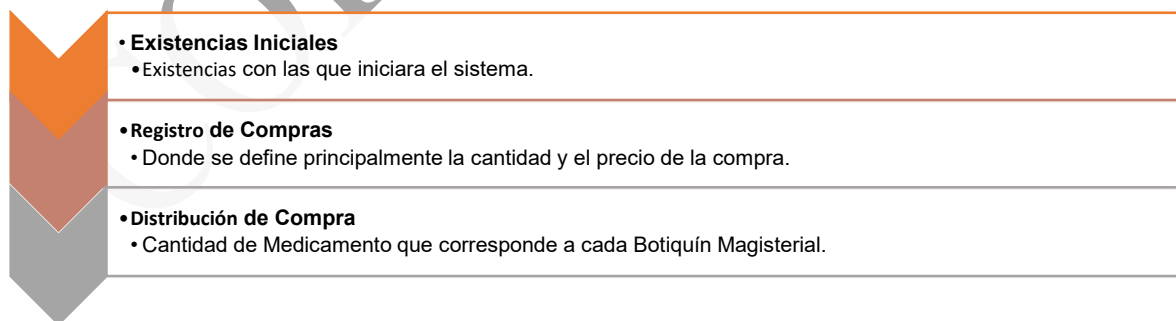 • Existencias Iniciales
• Existencias con las que iniciara el sistema.
• Registro de Compras
• Donde se define principalmente la cantidad y el precio de la compra.
• Distribución de Compra
• Cantidad de Medicamento que corresponde a cada Botiquín Magisterial.